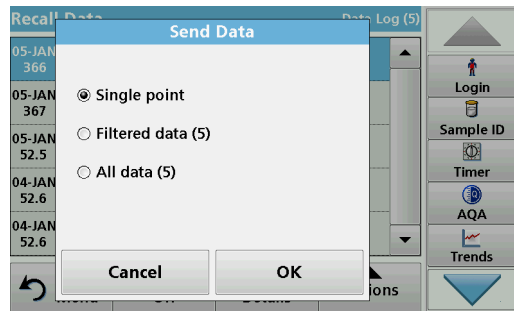 Recall Data
Data Log (5)
Send Data
05-JAN
366
05-JAN
367
05-JAN
52.5
04-JAN
52.6
04-JAN
52.6
Single point
Filtered data (5)
All data (5)
Cancel
OK
Login
Sample ID
Timer
AQA
Trends